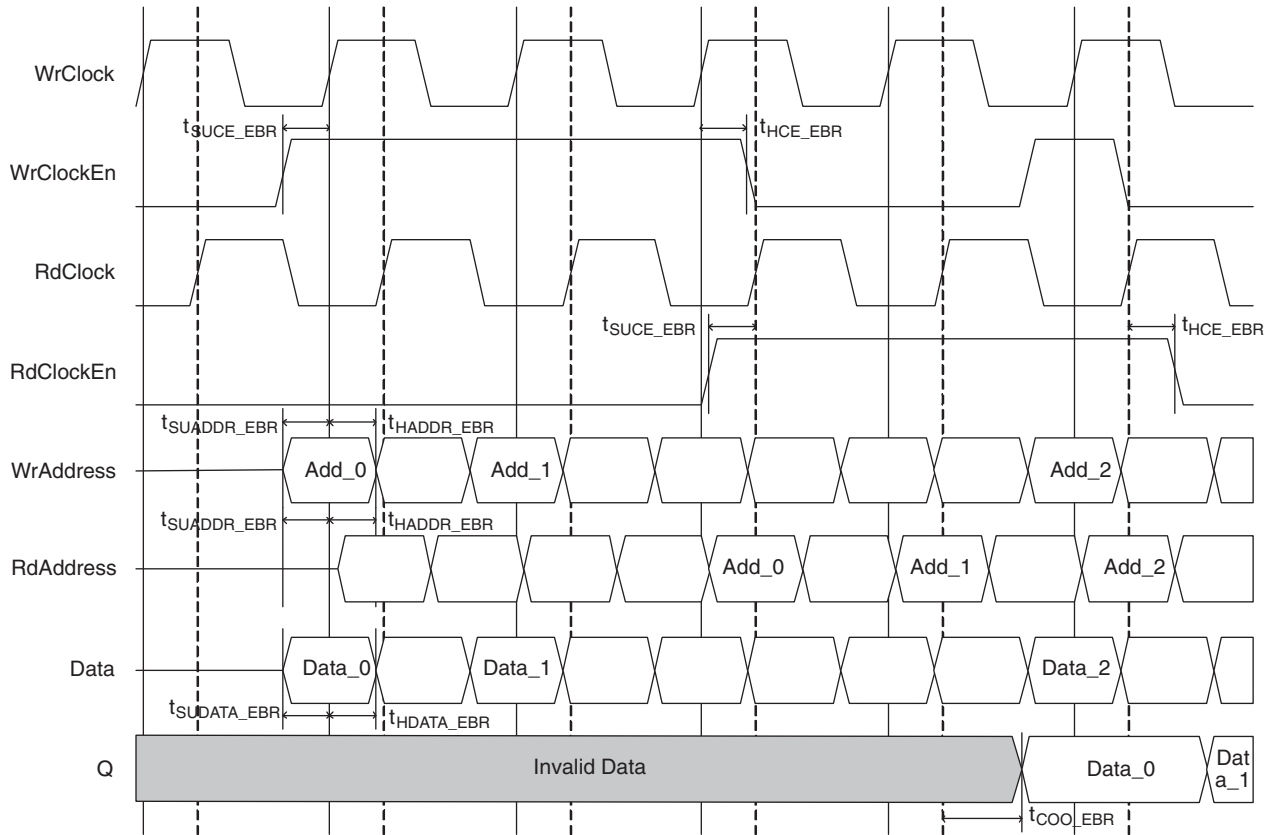 WrClock
tSUCE_EBR tHCE_EBR
WrClockEn
RdClock
tSUCE_EBR tHCE_EBR
RdClockEn
tSUADDR_EBR tHADDR_EBR
WrAddress Add_0 Add_1 Add_2
tSUADDR_EBR tHADDR_EBR
RdAddress Add_0 Add_1 Add_2
Data Data_0 Data_1 Data_2
tSUDATA_EBR tHDATA_EBR
Q Invalid Data Data_0 Dat
a_1
tCOO_EBR